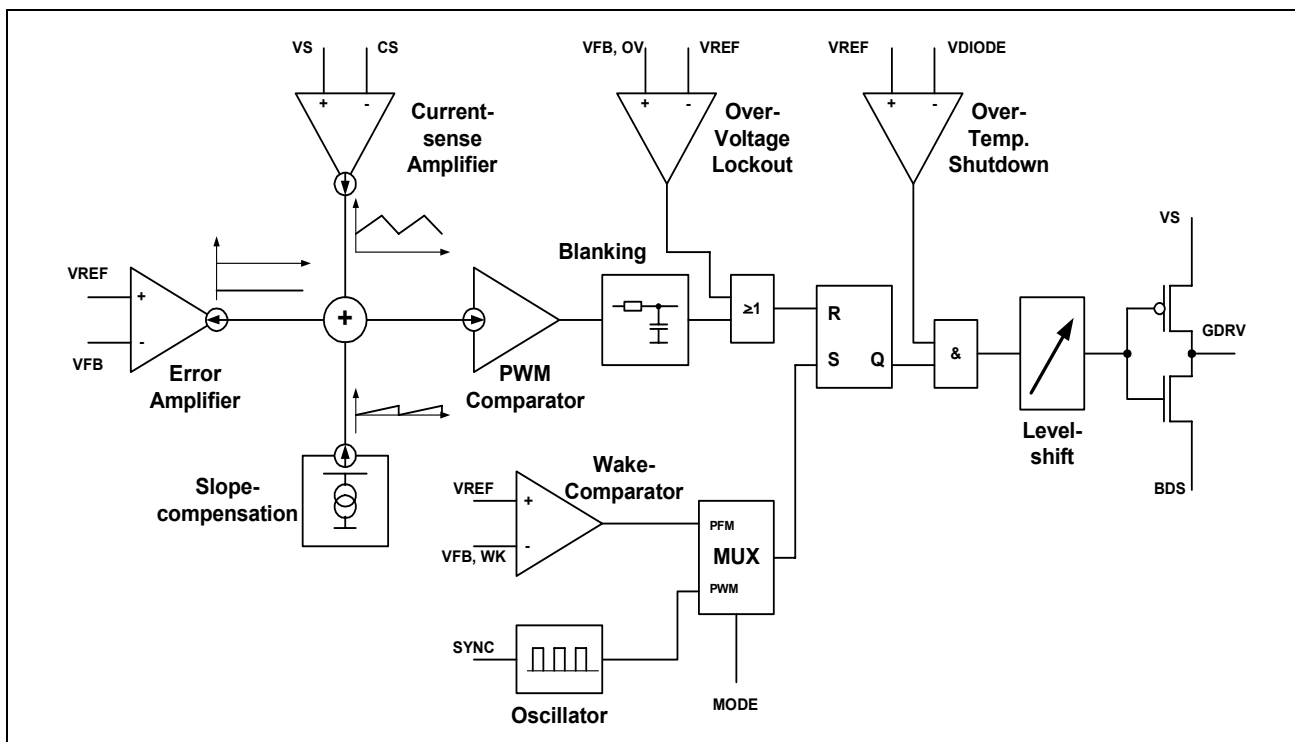 VS
CS
+
-
Current-
sense
Amplifier
VFB, OV
VREF
+
-
Over-
Voltage
Lockout
VREF
VDIODE
+
-
Over-
Temp.
Shutdown
VREF
+
VFB
-
Error
Amplifier
+
PWM
Comparator
Blanking
≥1
R
S
Q
&
Level-
shift
VS
GDRV
BDS
Slope-
compensation
VREF
+
VFB, WK
-
Wake-
Comparator
PFM
MUX
PWM
MODE
SYNC
Oscillator